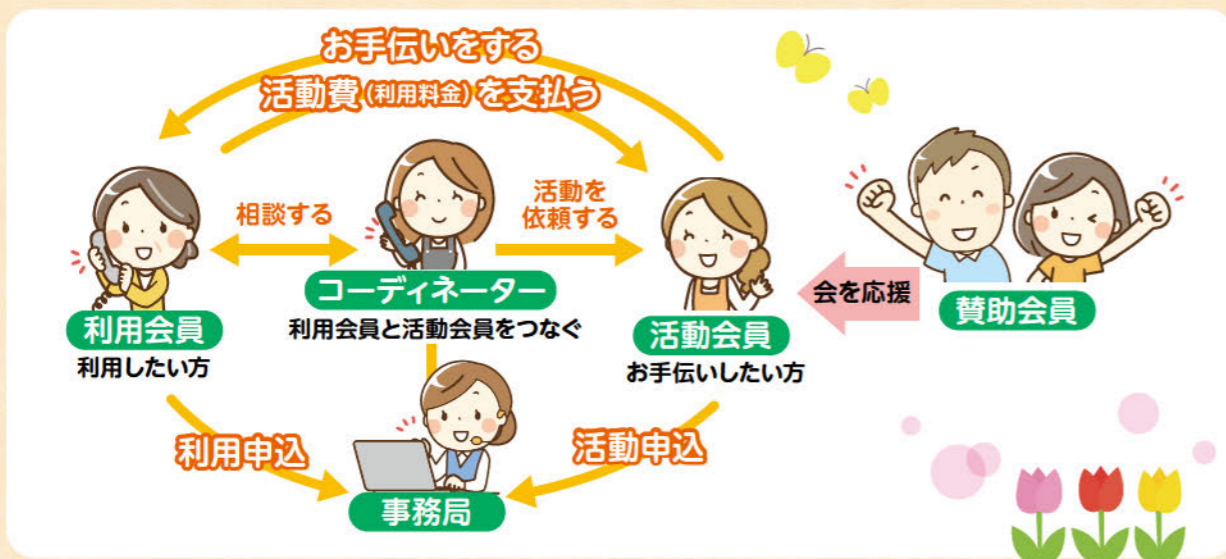 お手伝いをする
活動費(利用料金)を支払う
相談する
活動を
依頼する
コーディネーター
利用会員と活動会員をつなぐ
利用会員
利用したい方
活動会員
お手伝いしたい方
会を応援
賛助会員
利用申込
活動申込
事務局